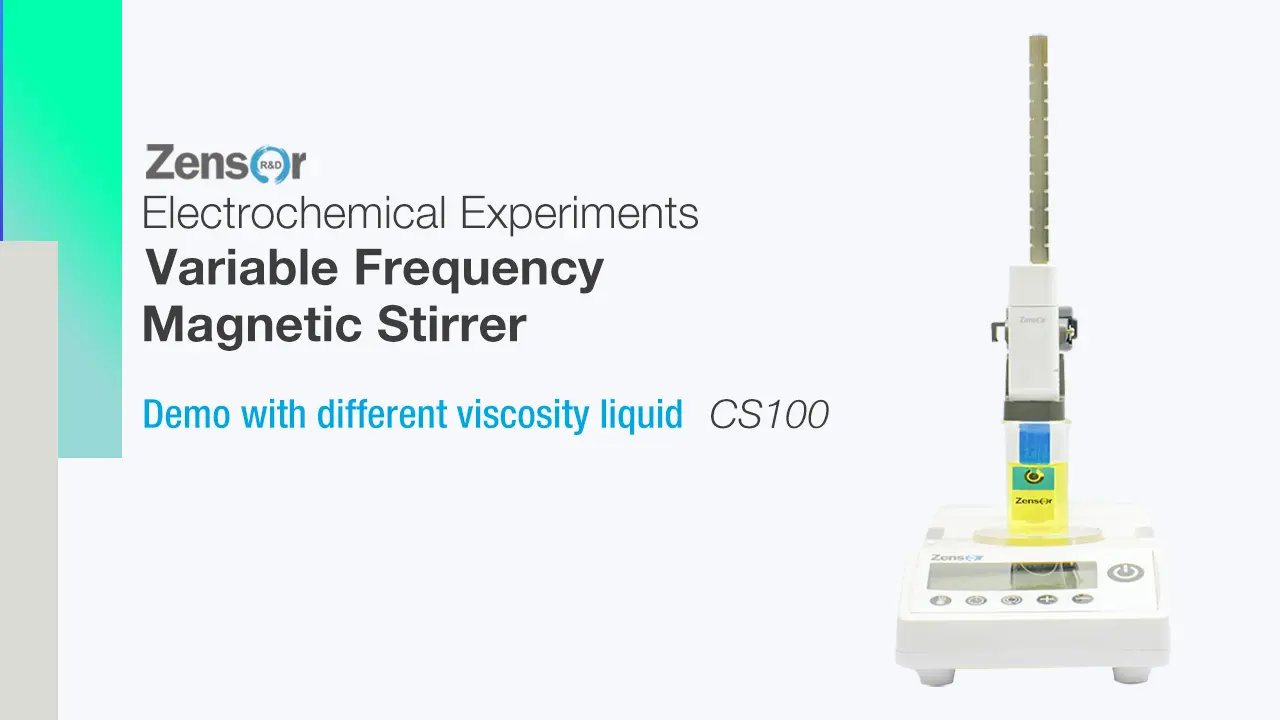 Zensor
R&D
Electrochemical Experiments
Variable Frequency
Magnetic Stirrer
Demo with different viscosity liquid CS100
Zensor
Zensor
Zensor